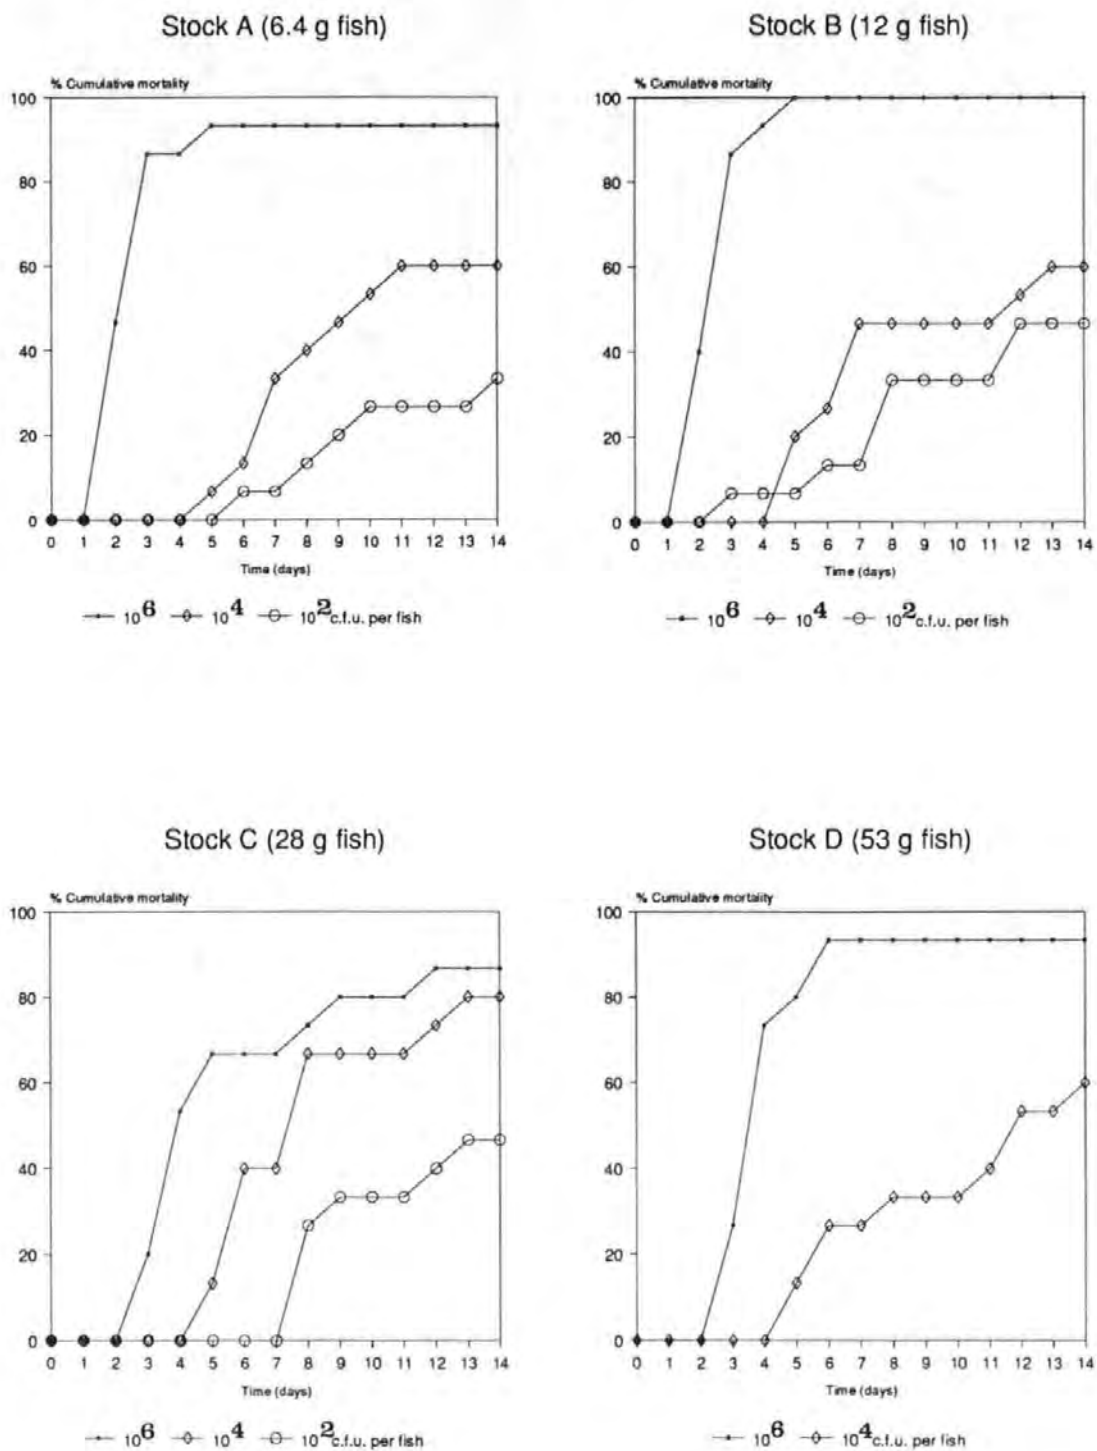 Stock A (6.4 g fish)
% Cumulative mortality
100
80
60
40
20
0
0 1 2 3 4 5 6 7 8 9 10 11 12 13 14
Time (days)
10⁶ 10⁴ 10² c.f.u. per fish
Stock B (12 g fish)
% Cumulative mortality
100
80
60
40
20
0
0 1 2 3 4 5 6 7 8 9 10 11 12 13 14
Time (days)
10⁶ 10⁴ 10² c.f.u. per fish
Stock C (28 g fish)
% Cumulative mortality
100
80
60
40
20
0
0 1 2 3 4 5 6 7 8 9 10 11 12 13 14
Time (days)
10⁶ 10⁴ 10² c.f.u. per fish
Stock D (53 g fish)
% Cumulative mortality
100
80
60
40
20
0
0 1 2 3 4 5 6 7 8 9 10 11 12 13 14
Time (days)
10⁶ 10⁴ c.f.u. per fish